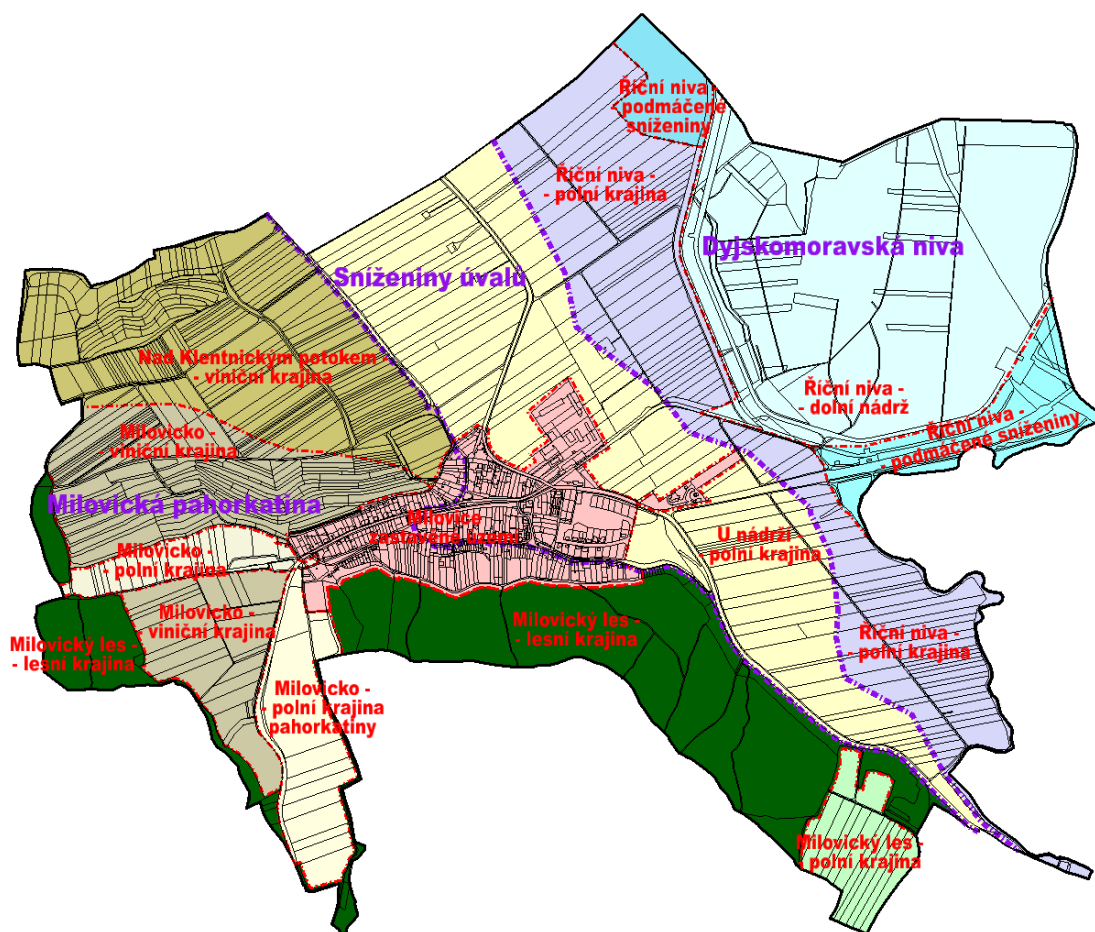 Říční niva -
- podmáčené
sníženiny
Říční niva -
- polní krajina
Dyjskomoravská niva
Sníženiny úvalů
Nad Klentnickým potokem -
- viniční krajina
Říční niva -
- dolní nádrž
Říční niva -
- podmáčené sníženiny
Milovicko -
- viniční krajina
Milovická pahorkatina
Milovice
zastavěné území
U nádrží
- polní krajina
Milovicko -
- polní krajina
Milovicko -
- viniční krajina
Milovický les -
- lesní krajina
Milovický les -
- lesní krajina
Říční niva -
- polní krajina
Milovicko -
- polní krajina
pahorkatiny
Milovický les -
- polní krajina